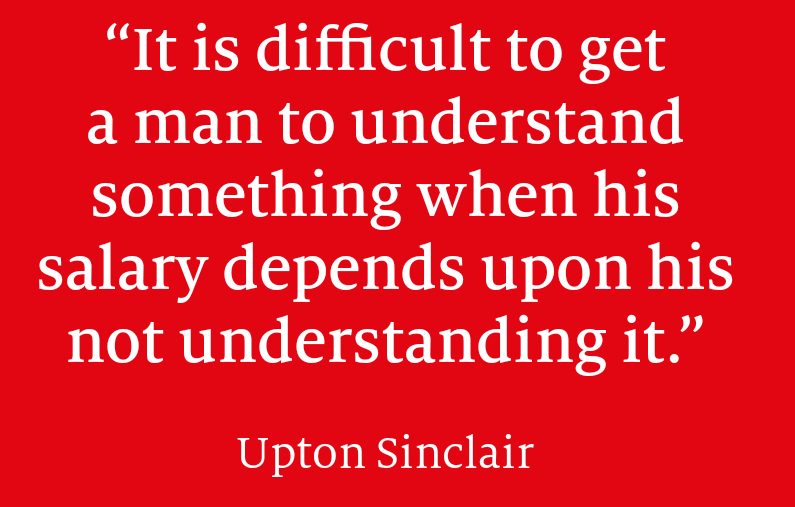 “It is difficult to get
a man to understand
something when his
salary depends upon his
not understanding it.”
Upton Sinclair